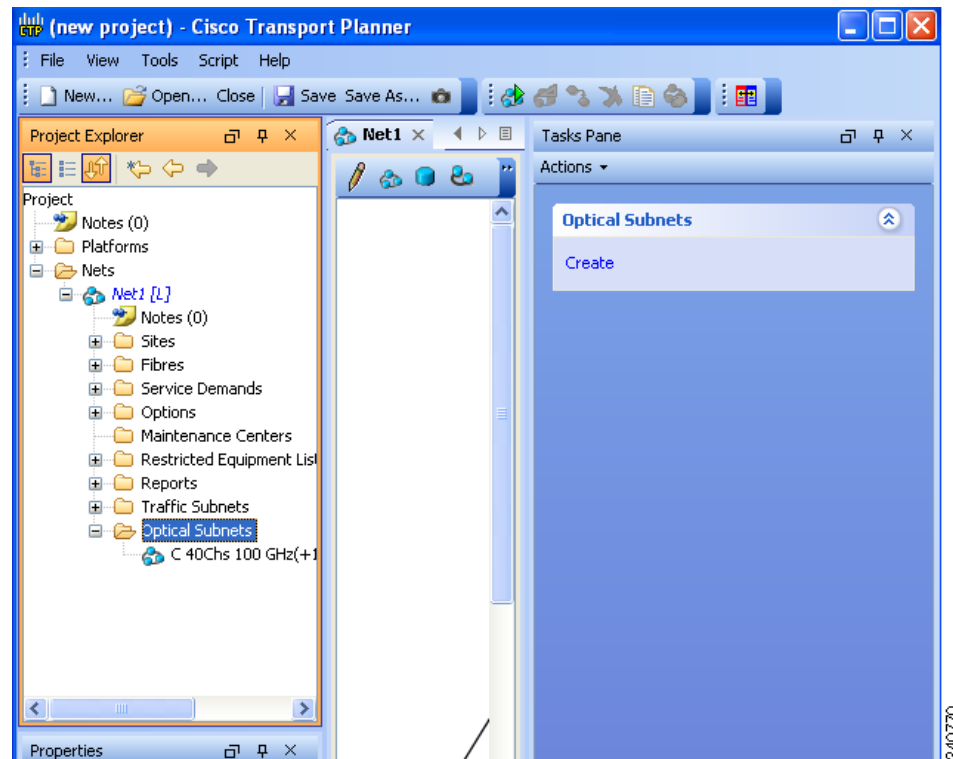 CTP (new project) - Cisco Transport Planner
File View Tools Script Help
New... Open... Close Save Save As...
Project Explorer
Net1
Tasks Pane
Actions
Project
Notes (0)
Platforms
Nets
Net1 [L]
Notes (0)
Sites
Fibres
Service Demands
Options
Maintenance Centers
Restricted Equipment List
Reports
Traffic Subnets
Optical Subnets
C 40Chs 100 GHz(+1
Optical Subnets
Create
Properties
240770